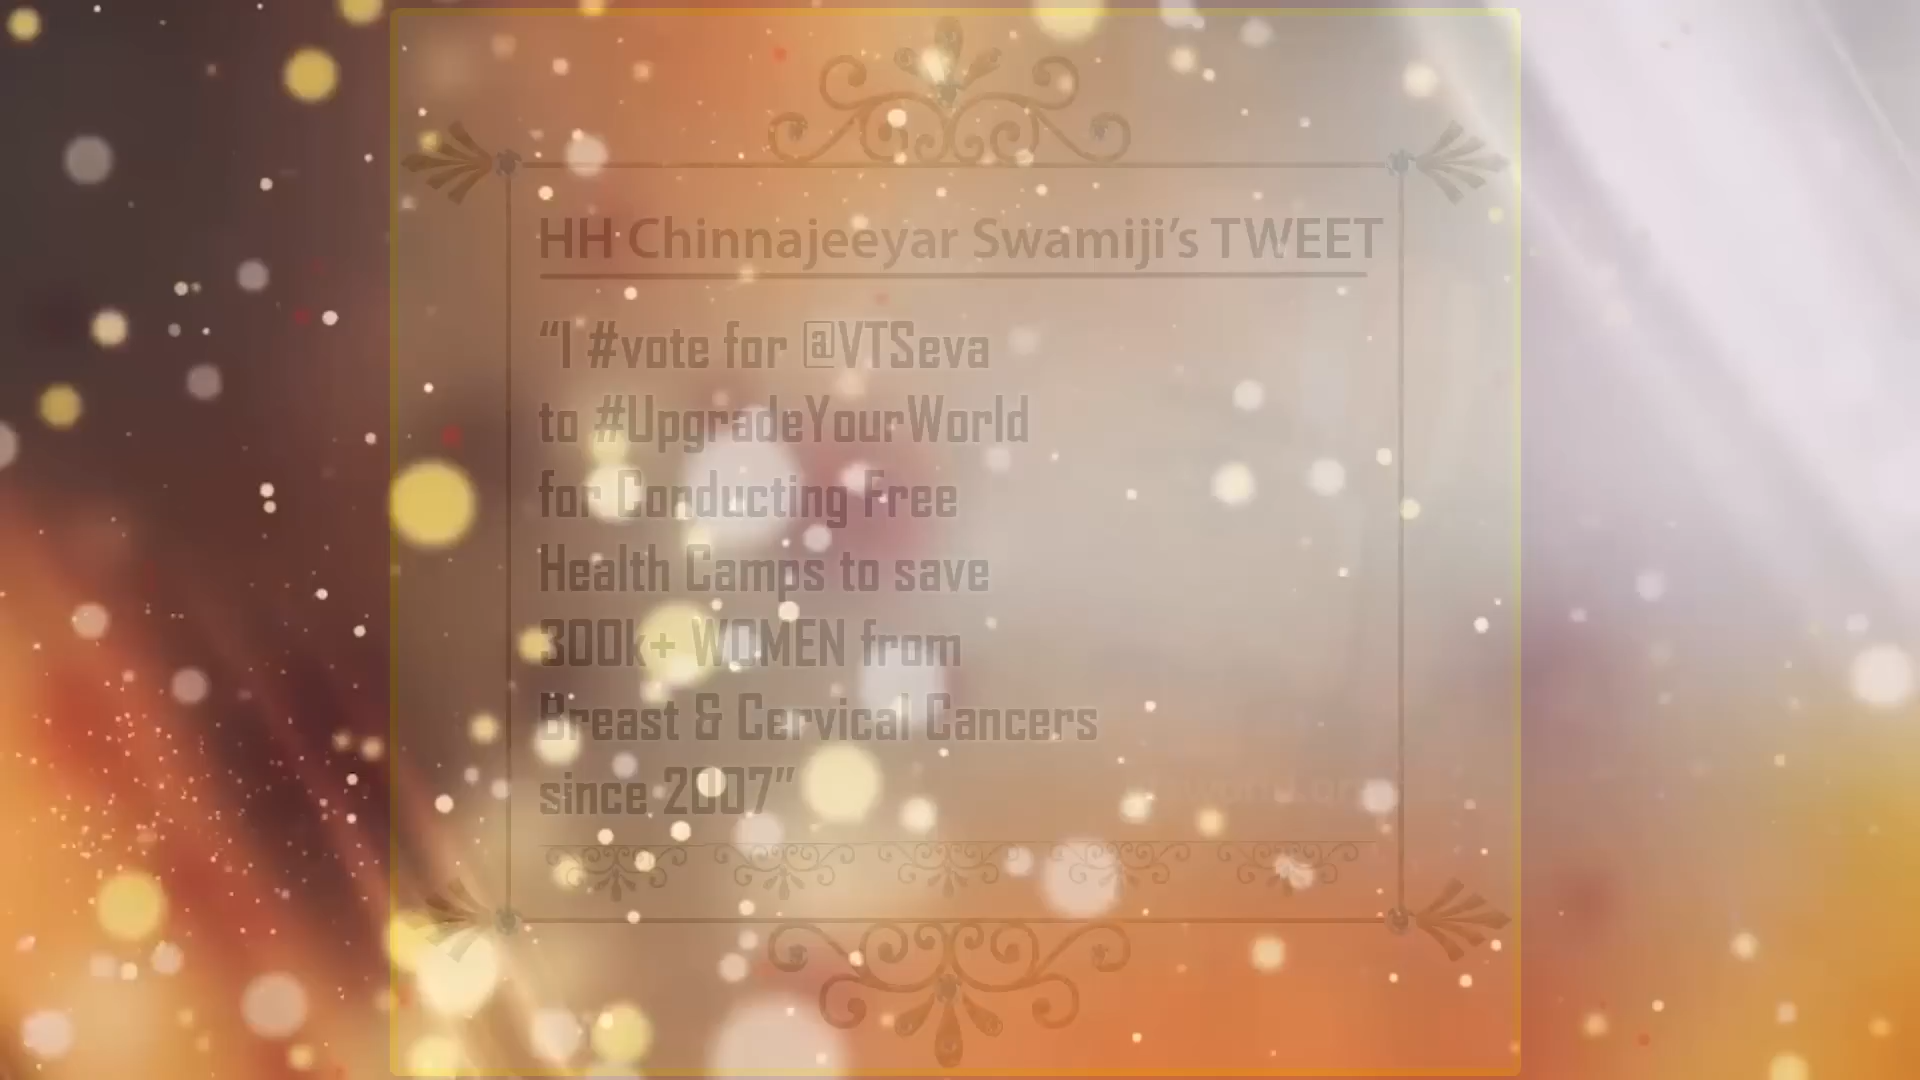 HH Chinnajeeyar Swamiji’s TWEET
“I #vote for @VTSeva
to #UpgradeYourWorld
for Conducting Free
Health Camps to save
300k+ WOMEN from
Breast & Cervical Cancers
since 2007”